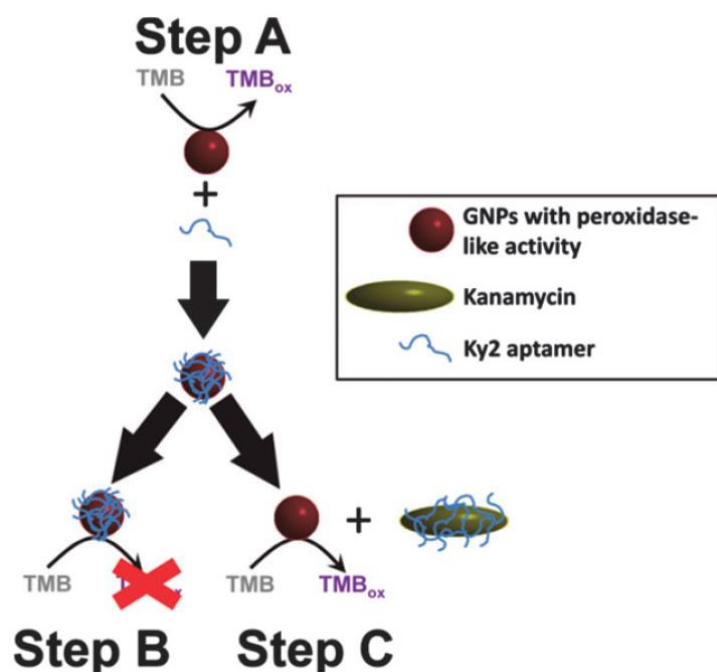 Step A
TMB TMBox
+
GNPs with peroxidase-
like activity
Kanamycin
Ky2 aptamer
+
TMB
TMB TMBox
Step B Step C